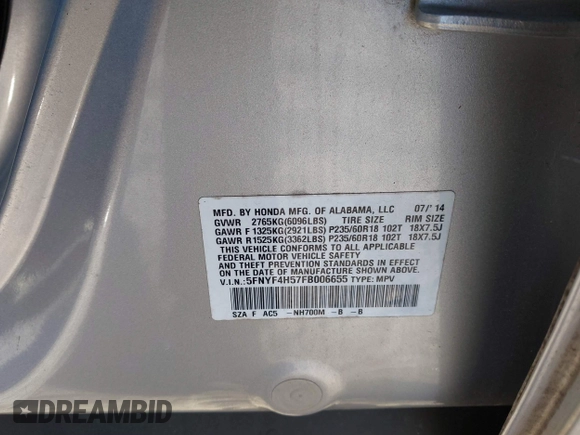 MFD. BY HONDA MFG. OF ALABAMA, LLC 07/'14
GVWR 2765KG(6096LBS) TIRE SIZE RIM SIZE
GAWR F 1325KG(2921LBS) P235/60R18 102T 18X7.5J
GAWR R 1525KG(3362LBS) P235/60R18 102T 18X7.5J
THIS VEHICLE CONFORMS TO ALL APPLICABLE
FEDERAL MOTOR VEHICLE SAFETY
AND THEFT PREVENTION STANDARDS IN EFFECT ON
THE DATE OF MANUFACTURE SHOWN ABOVE.
V.I.N.:5FNYF4H57FB006655 TYPE: MPV
SZA F AC5 -NH700M -B -B
DREAMBID